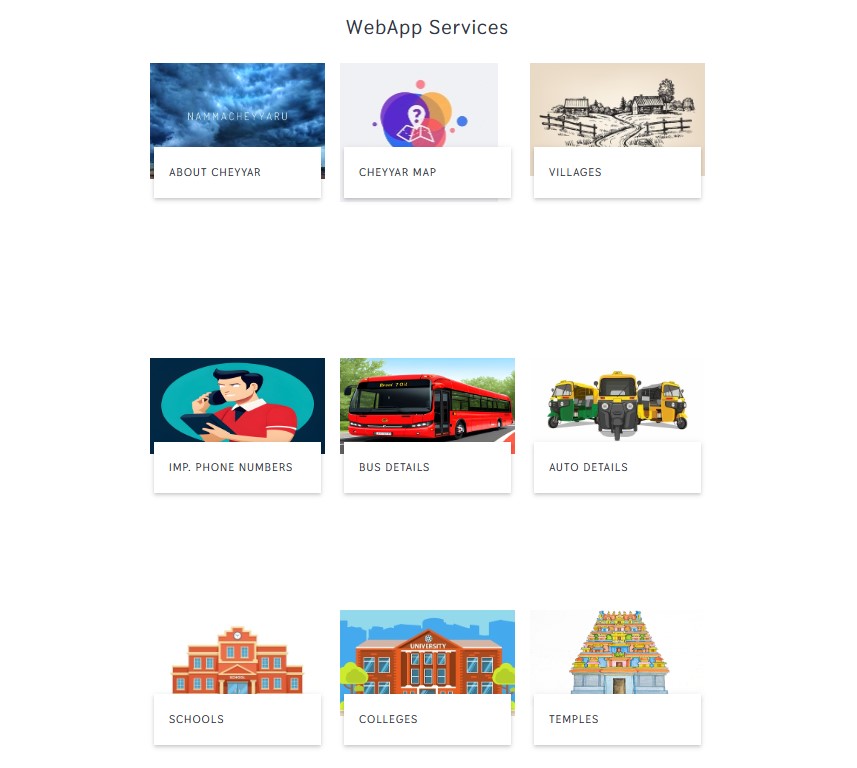 WebApp Services
NAMMACHEYYARU
ABOUT CHEYYAR
?
CHEYYAR MAP
VILLAGES
IMP. PHONE NUMBERS
BUS DETAILS
AUTO DETAILS
SCHOOL
SCHOOLS
UNIVERSITY
COLLEGES
TEMPLES